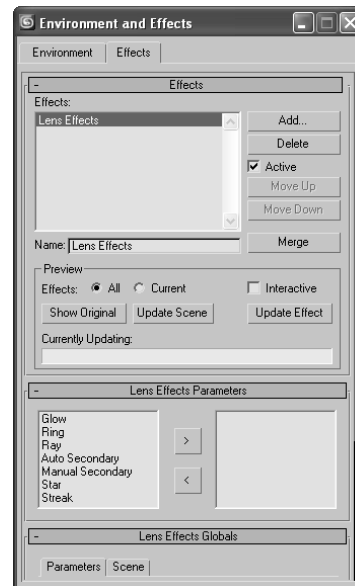 Environment and Effects
Environment Effects
- Effects
Effects:
Lens Effects
Add...
Delete
Active
Move Up
Move Down
Name: Lens Effects
Merge
Preview
Effects: All Current Interactive
Show Original Update Scene Update Effect
Currently Updating:
- Lens Effects Parameters
Glow
Ring
Ray
Auto Secondary
Manual Secondary
Star
Streak
>
<
- Lens Effects Globals
Parameters Scene